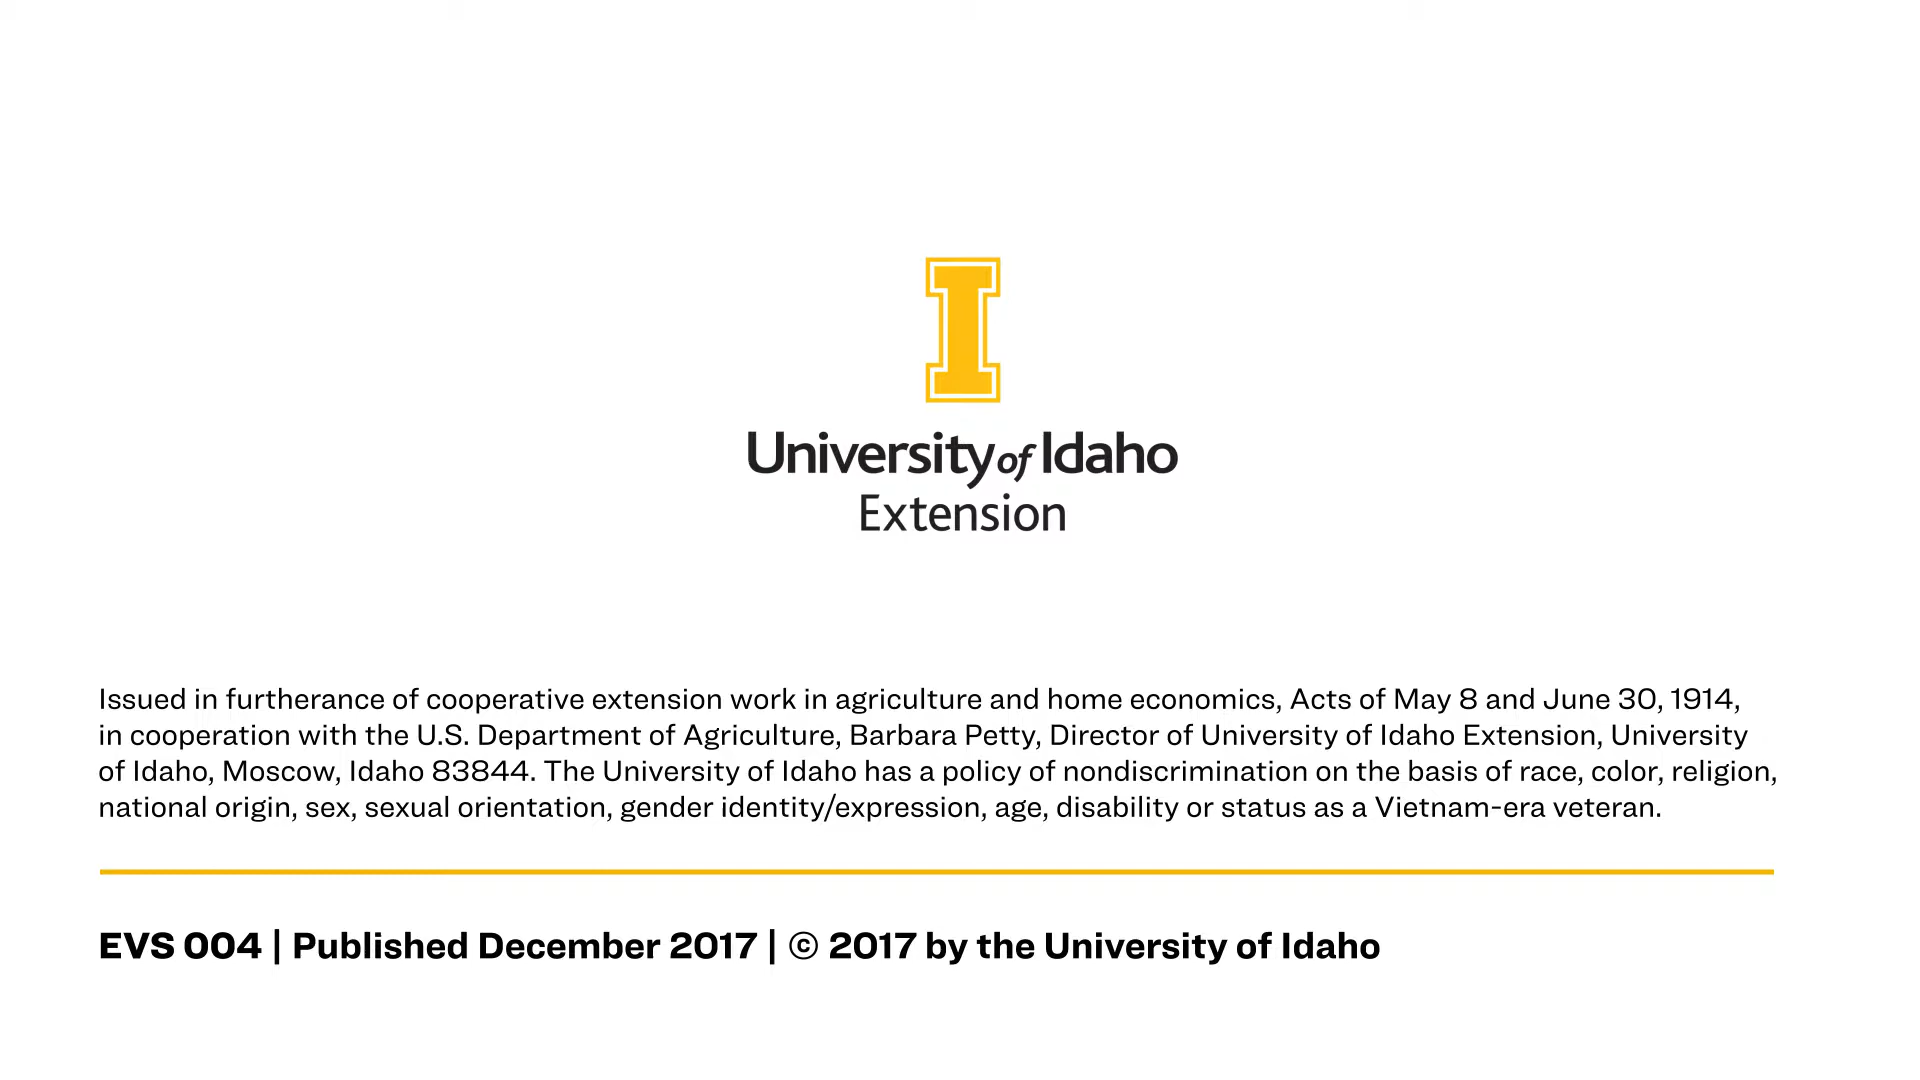 I
University of Idaho
Extension
Issued in furtherance of cooperative extension work in agriculture and home economics, Acts of May 8 and June 30, 1914,
in cooperation with the U.S. Department of Agriculture, Barbara Petty, Director of University of Idaho Extension, University
of Idaho, Moscow, Idaho 83844. The University of Idaho has a policy of nondiscrimination on the basis of race, color, religion,
national origin, sex, sexual orientation, gender identity/expression, age, disability or status as a Vietnam-era veteran.
EVS 004 | Published December 2017 | © 2017 by the University of Idaho